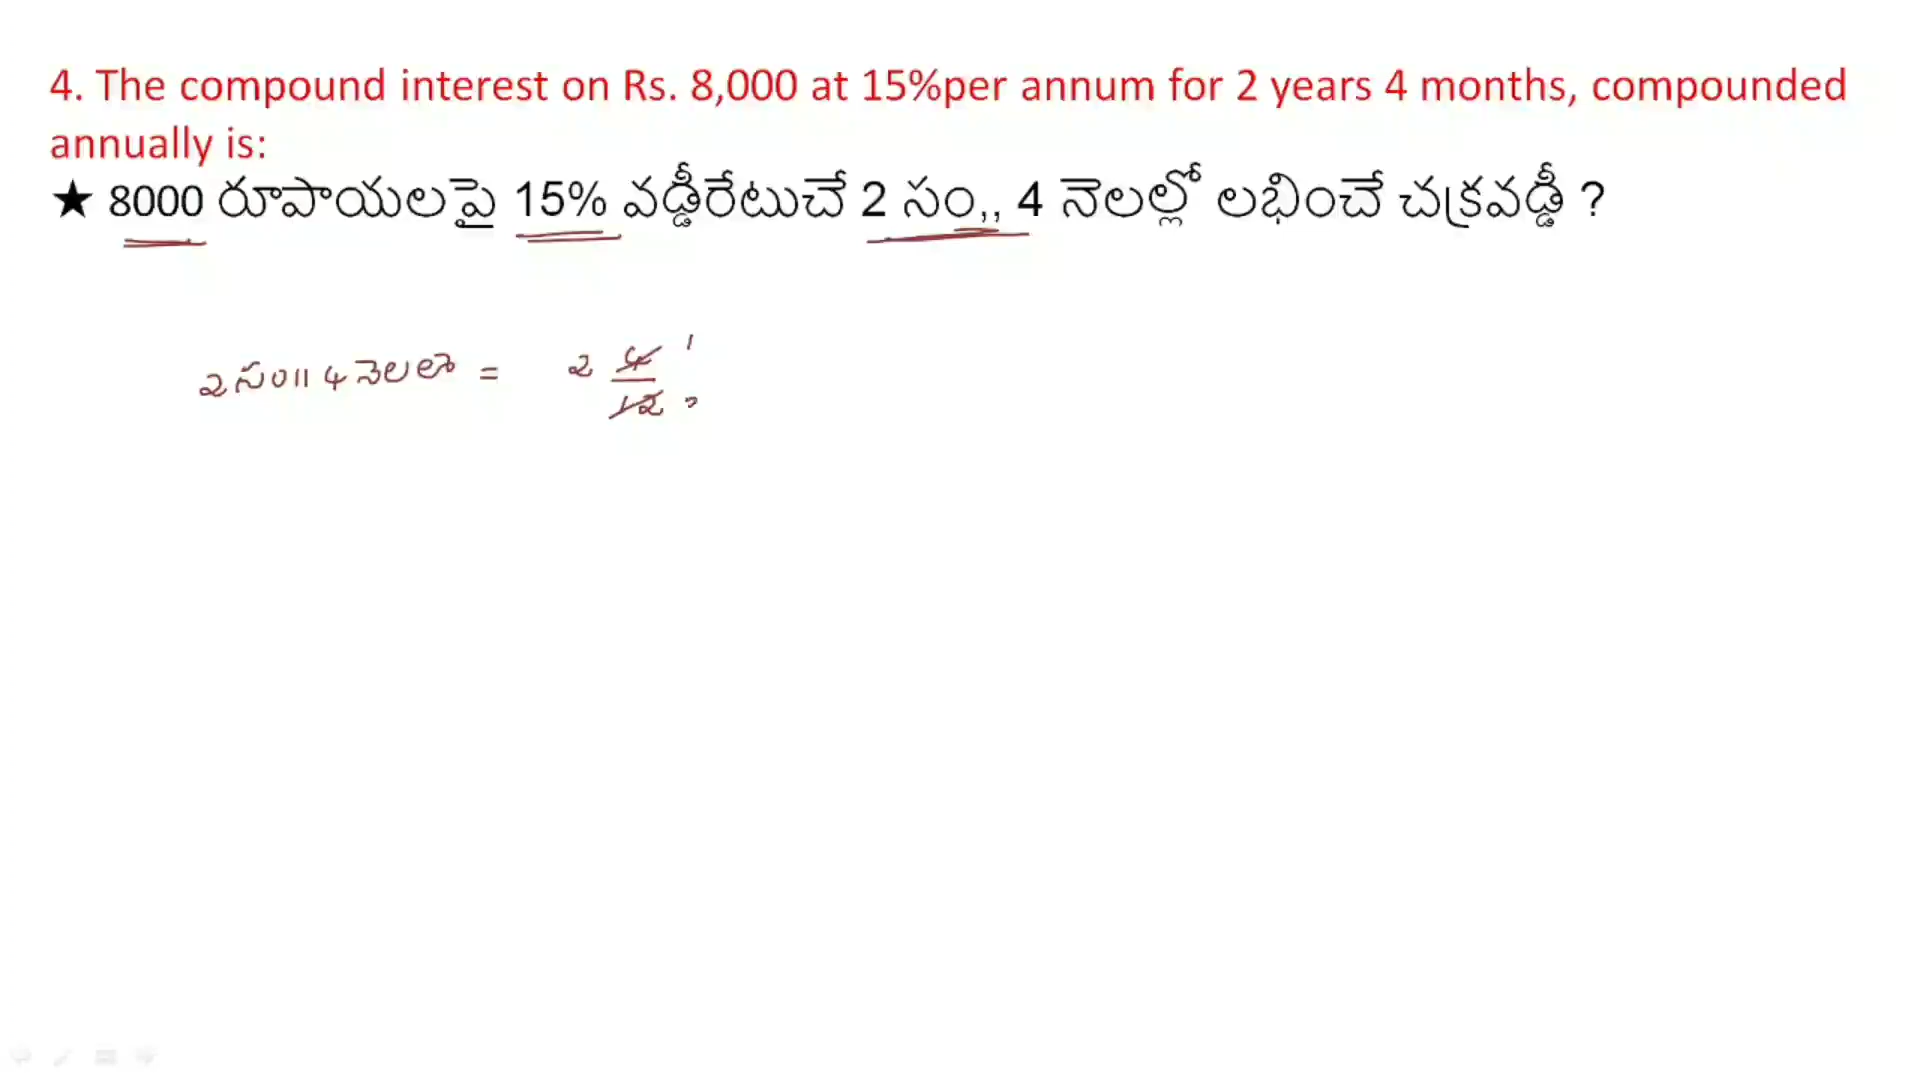 4. The compound interest on Rs. 8,000 at 15%per annum for 2 years 4 months, compounded
annually is:
★ 8000 రూపాయలపై 15% వడ్డీరేటుచే 2 సం,, 4 నెలల్లో లభించే చక్రవడ్డీ ?
2 సం॥ 4 నెలలా = 2 4/12 1